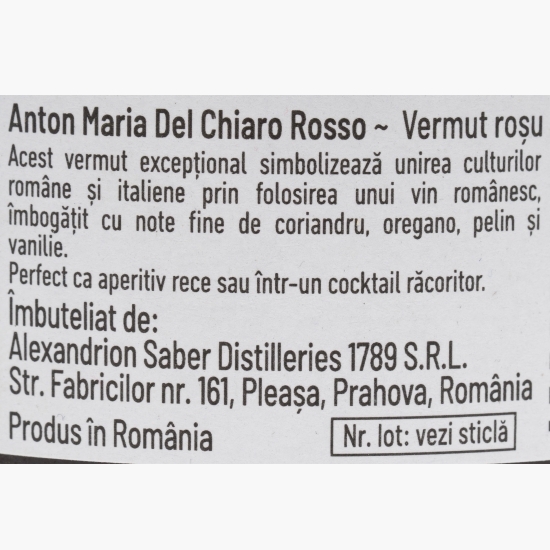 Anton Maria Del Chiaro Rosso ~ Vermut roșu
Acest vermut excepțional simbolizează unirea culturilor
române și italiene prin folosirea unui vin românesc,
îmbogățit cu note fine de coriandru, oregano, pelin și
vanilie.
Perfect ca aperitiv rece sau într-un cocktail răcoritor.
Îmbuteliat de:
Alexandrion Saber Distilleries 1789 S.R.L.
Str. Fabricilor nr. 161, Pleașa, Prahova, România
Produs în România
Nr. lot: vezi sticlă